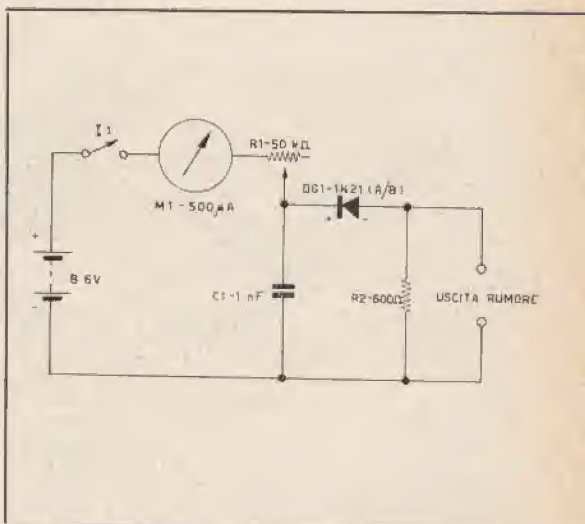 I1
R1-50 KΩ
M1-500µA
DG1-1N21(A/B)
+ -
+
B 6V
-
C1-1 nF
R2-600Ω
USCITA RUMORE